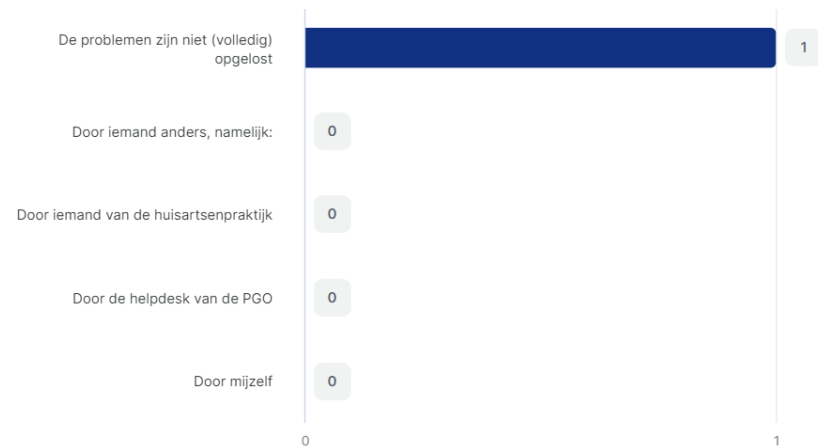 De problemen zijn niet (volledig)
opgelost
1
Door iemand anders, namelijk:
0
Door iemand van de huisartsenpraktijk
0
Door de helpdesk van de PGO
0
Door mijzelf
0
0
1